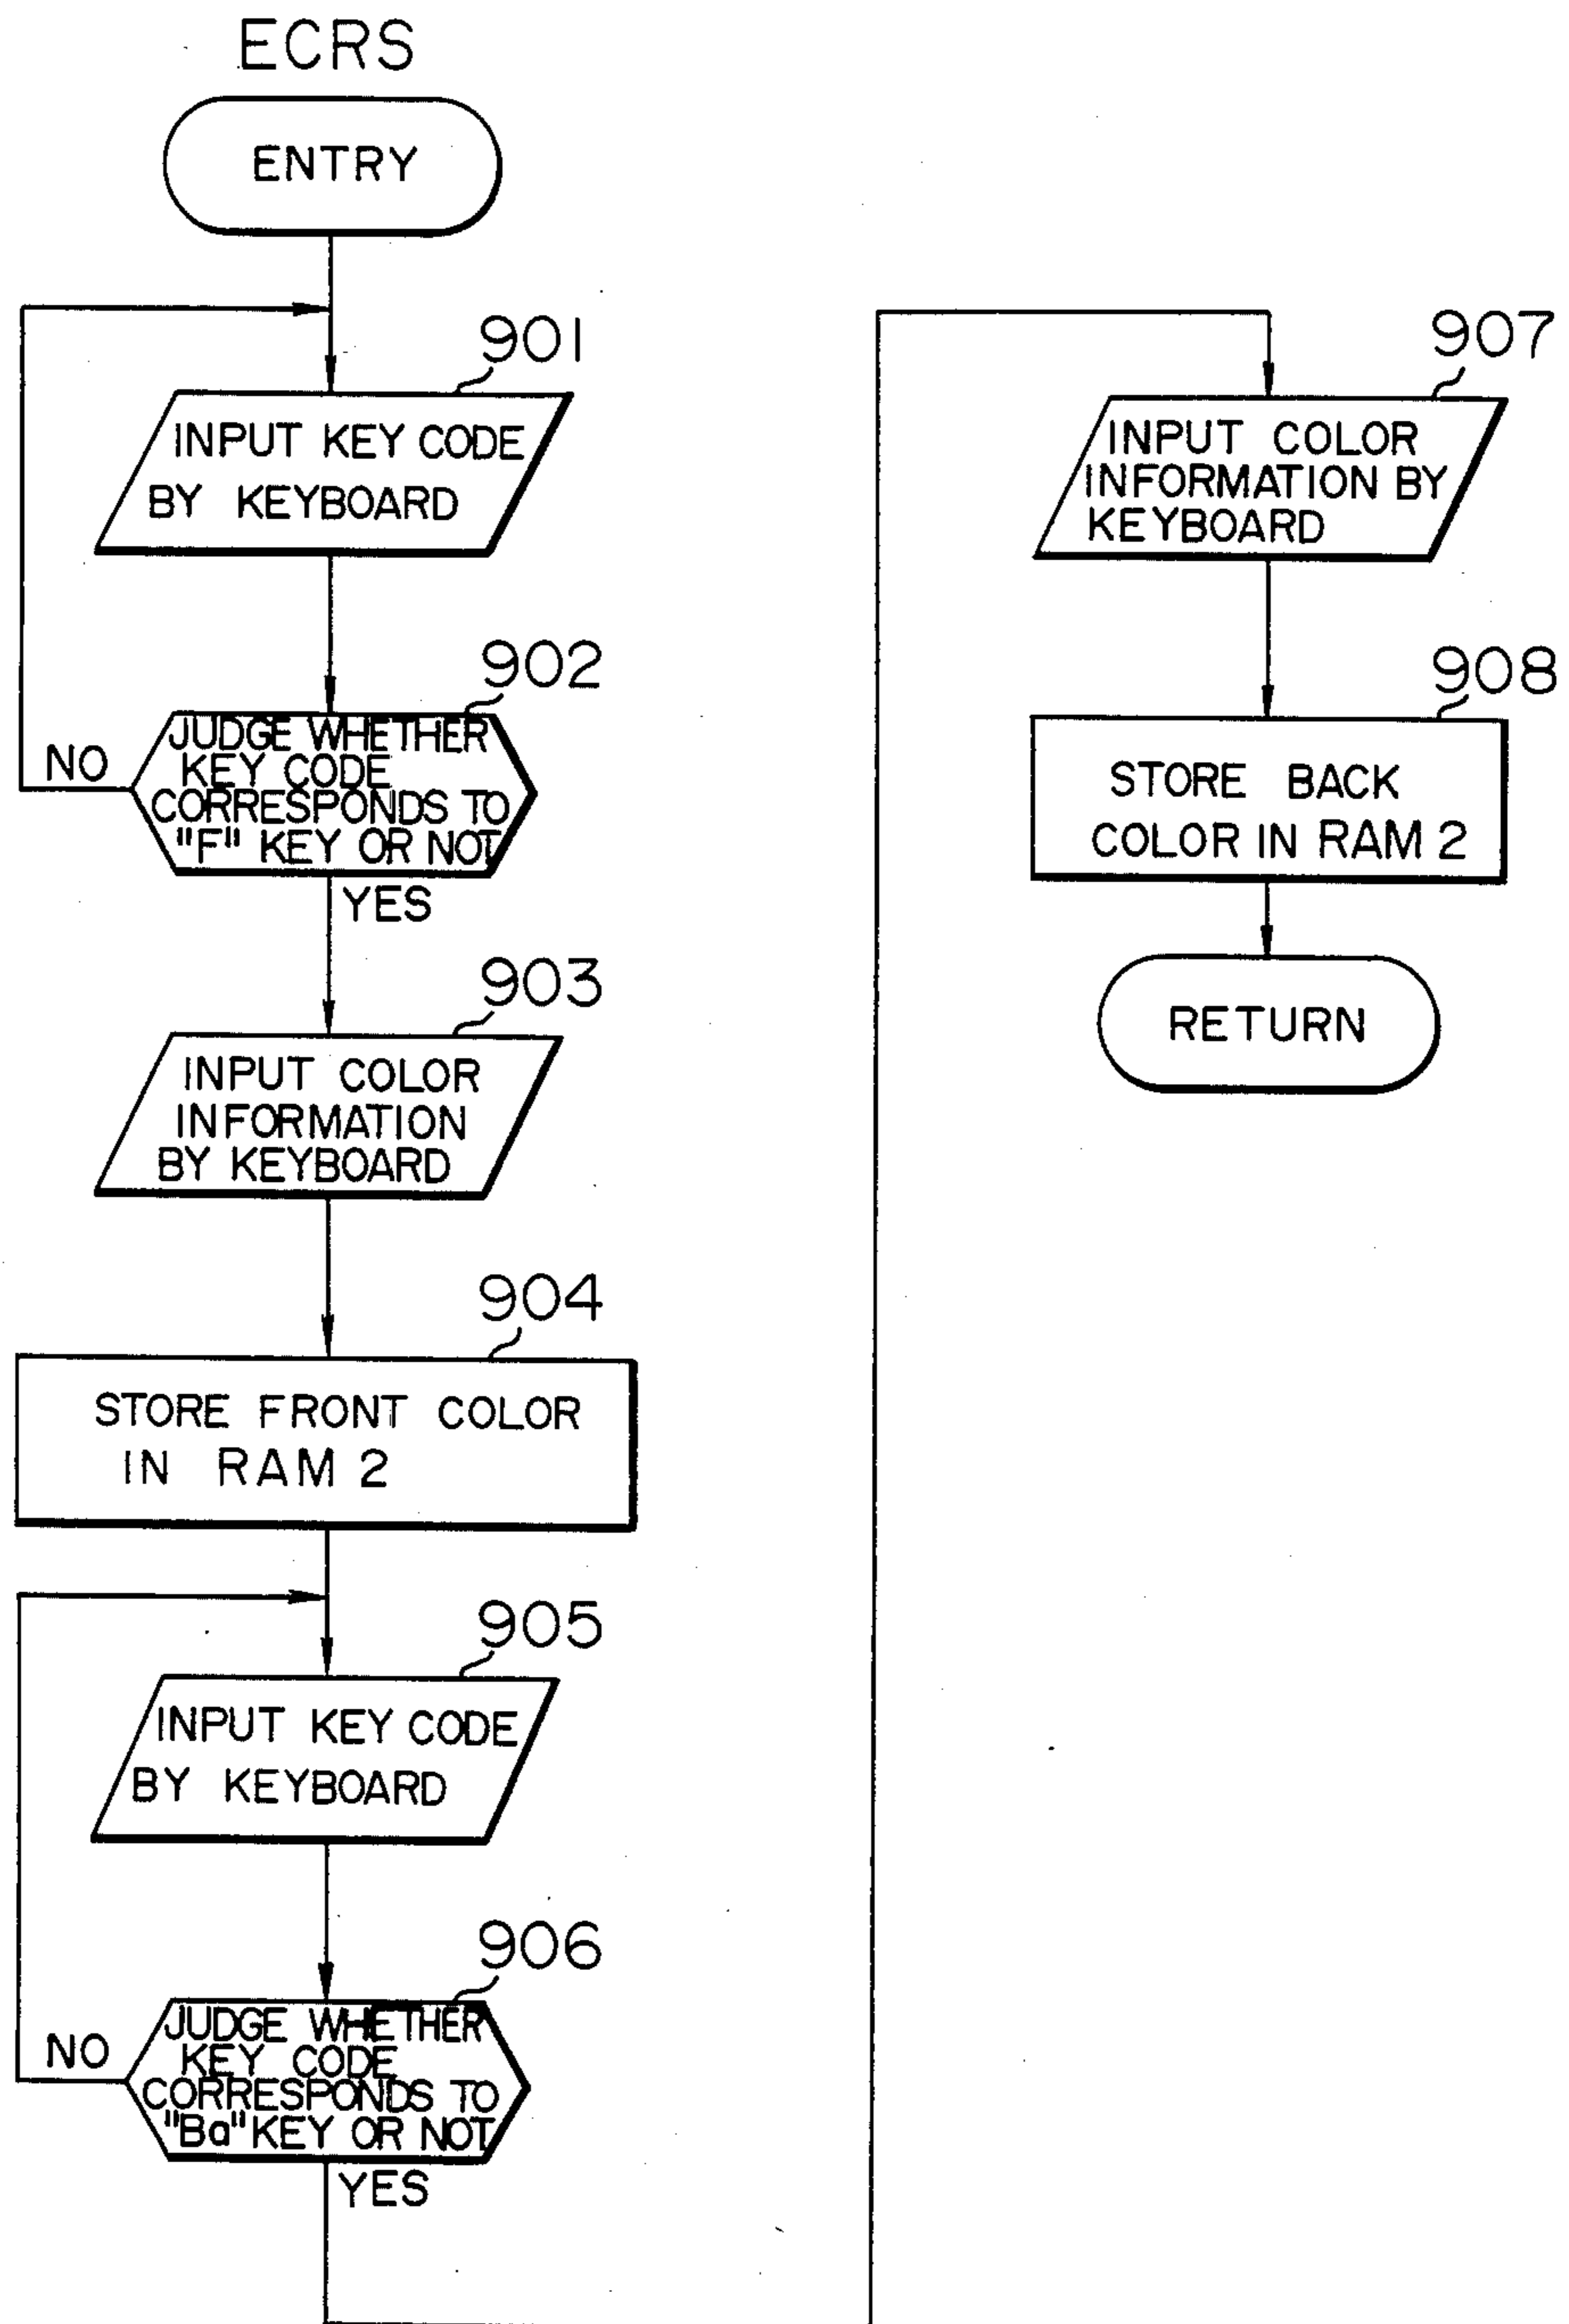 ECRS
ENTRY
901
INPUT KEY CODE
BY KEYBOARD
902
JUDGE WHETHER
KEY CODE
CORRESPONDS TO
"F" KEY OR NOT
NO
YES
903
INPUT COLOR
INFORMATION
BY KEYBOARD
904
STORE FRONT COLOR
IN RAM 2
905
INPUT KEY CODE
BY KEYBOARD
906
JUDGE WHETHER
KEY CODE
CORRESPONDS TO
"Ba" KEY OR NOT
NO
YES
907
INPUT COLOR
INFORMATION BY
KEYBOARD
908
STORE BACK
COLOR IN RAM 2
RETURN